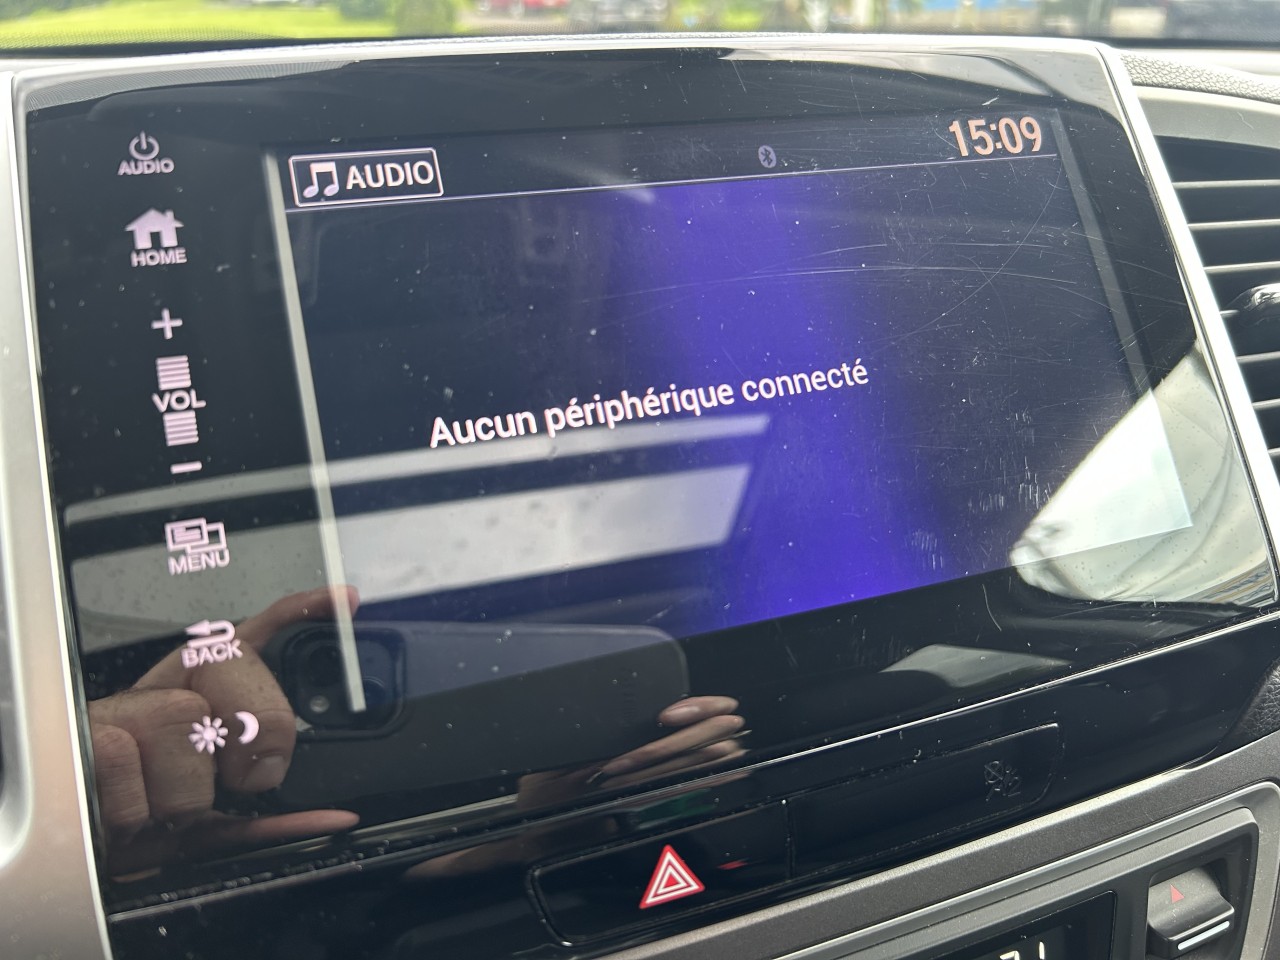 AUDIO
AUDIO
15:09
HOME
+
VOL
−
Aucun périphérique connecté
MENU
BACK